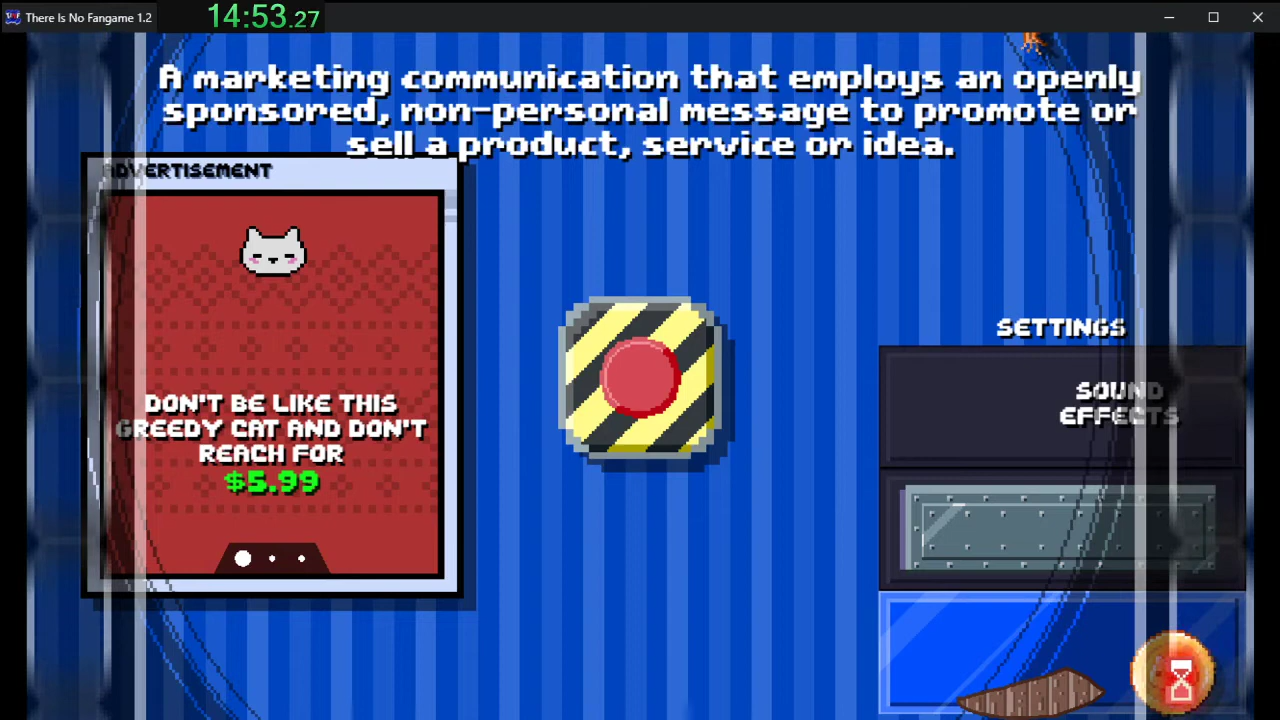 There Is No Fangame 1.2
14:53.27
A marketing communication that employs an openly
sponsored, non-personal message to promote or
sell a product, service or idea.
ADVERTISEMENT
DON'T BE LIKE THIS
GREEDY CAT AND DON'T
REACH FOR
$5.99
SETTINGS
SOUND
EFFECTS